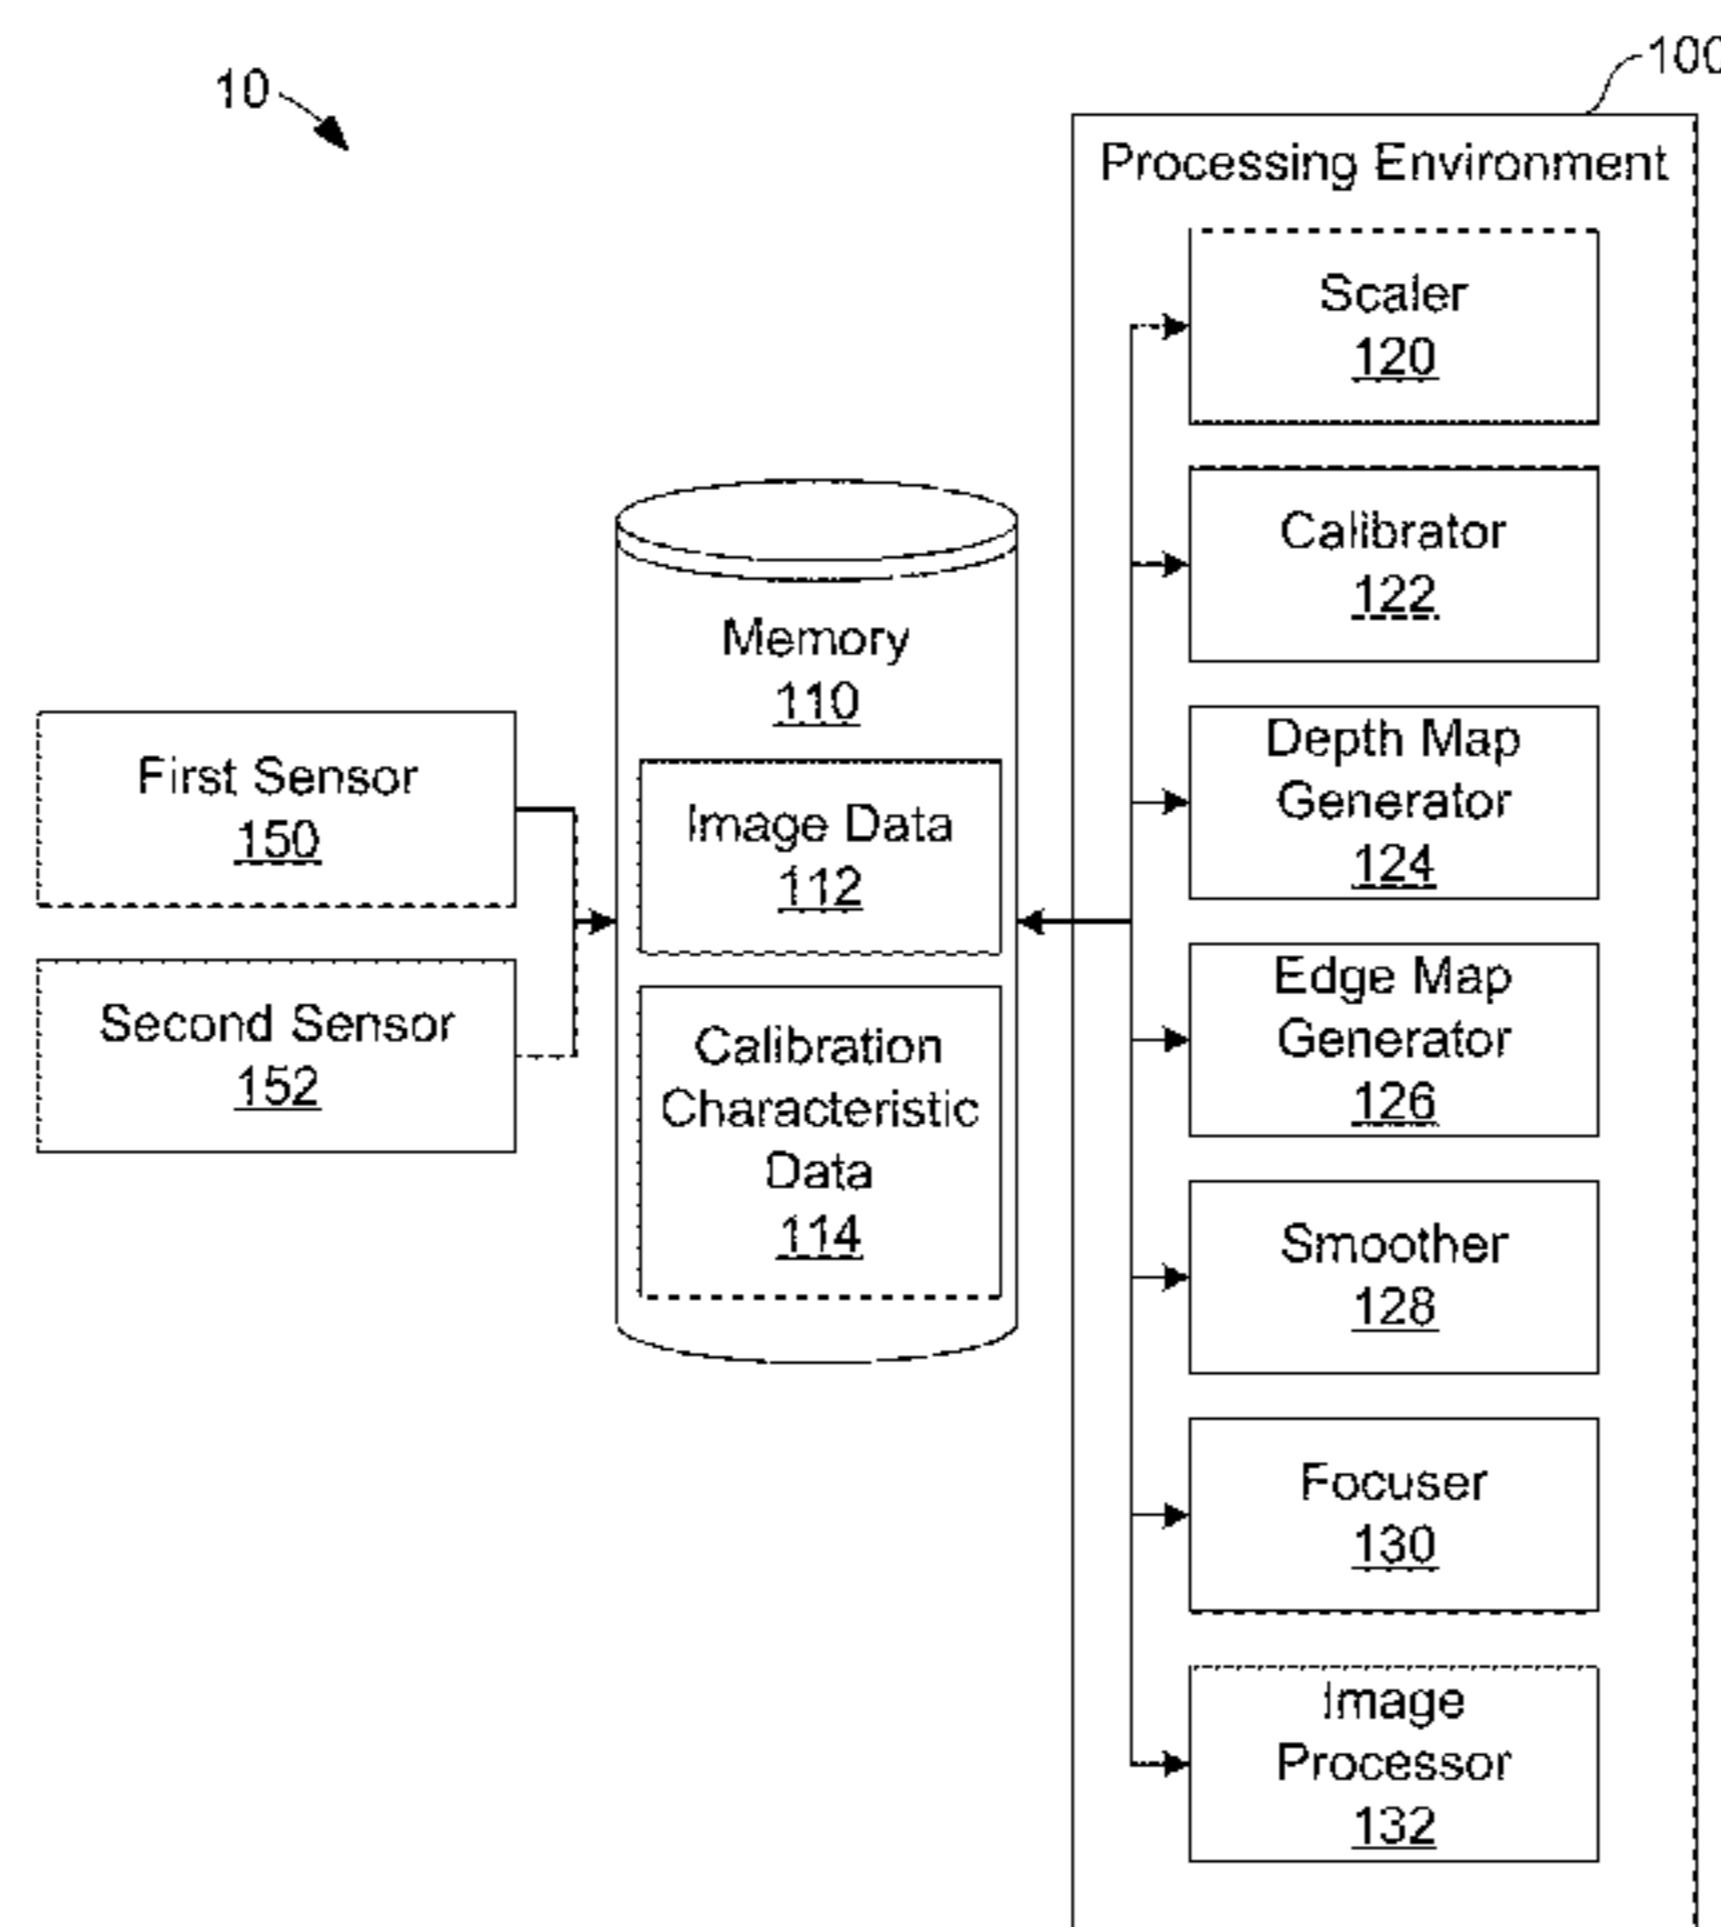 10
100
Processing Environment
Scaler
120
Calibrator
122
Depth Map
Generator
124
Edge Map
Generator
126
Smoother
128
Focuser
130
Image
Processor
132
Memory
110
Image Data
112
Calibration
Characteristic
Data
114
First Sensor
150
Second Sensor
152